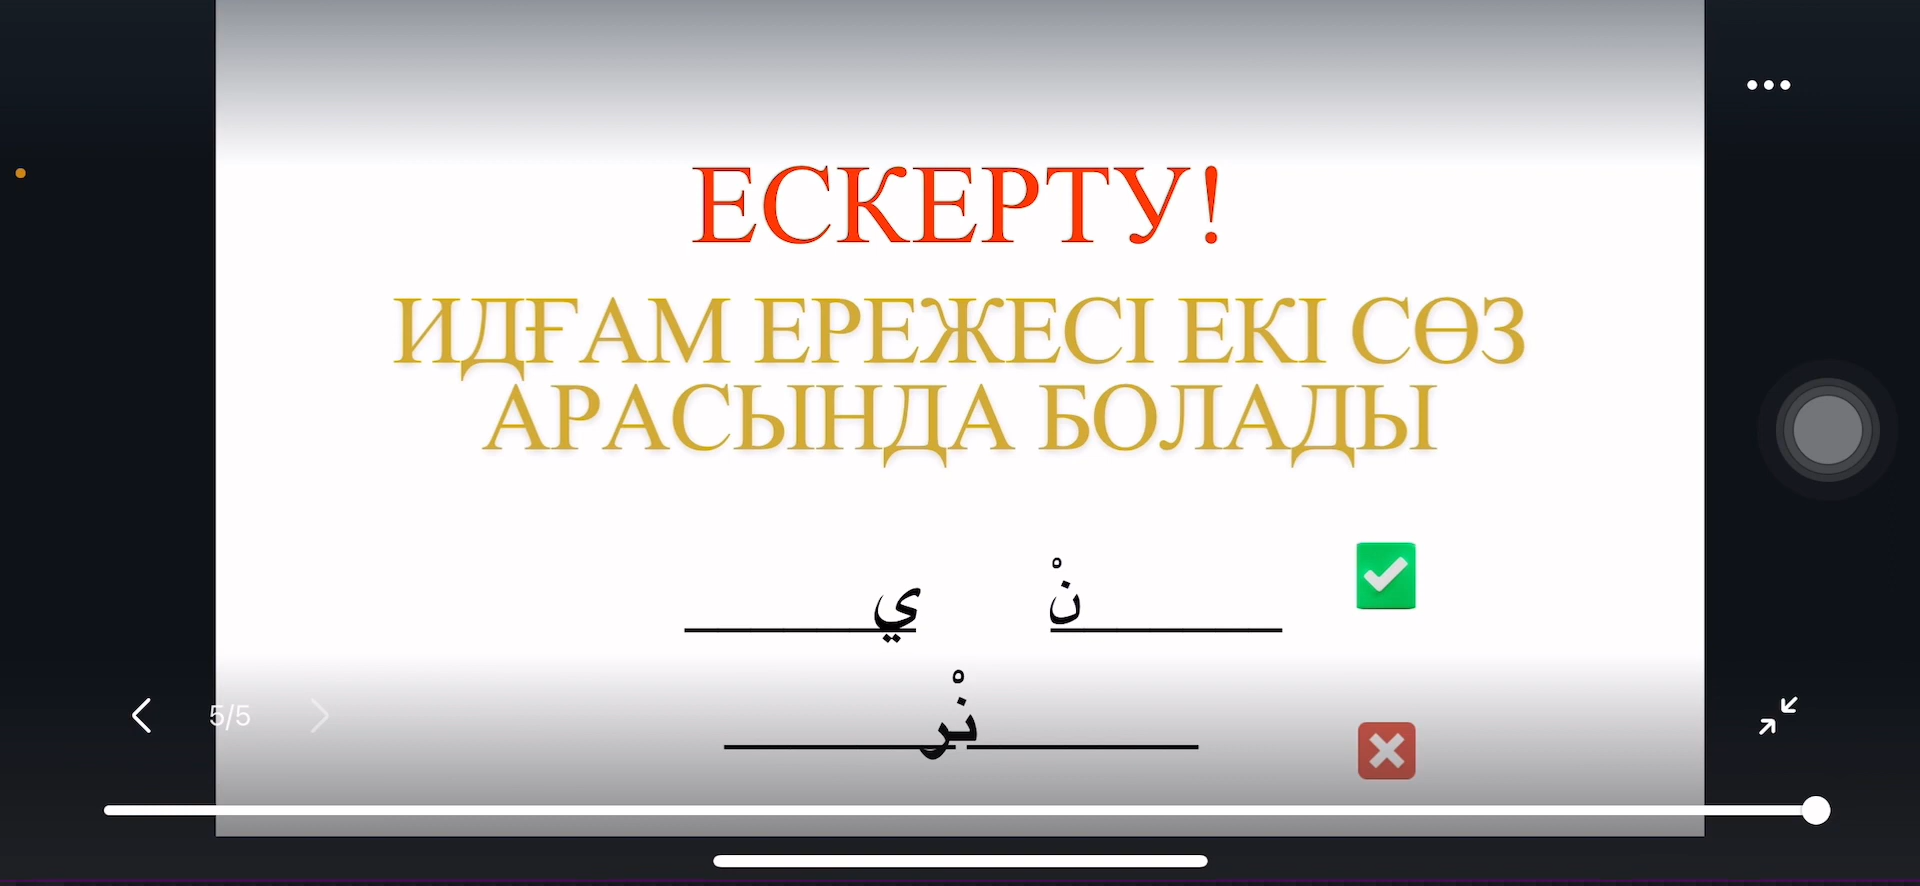 ЕСКЕРТУ!
ИДҒАМ ЕРЕЖЕСІ ЕКІ СӨЗ
АРАСЫНДА БОЛАДЫ
نْ ي
نْر
5/5